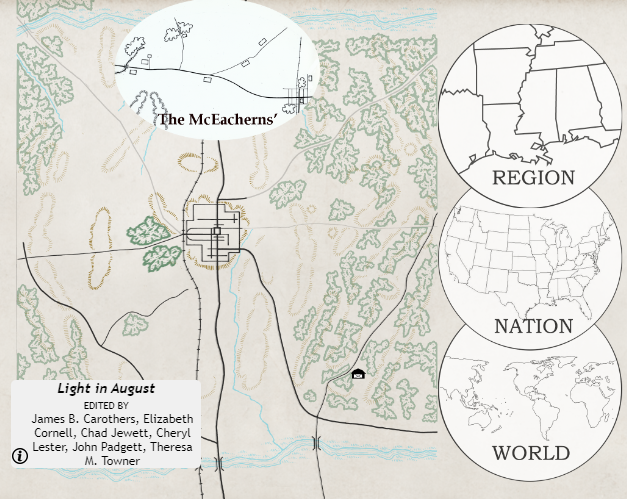 The McEacherns’
REGION
NATION
WORLD
Light in August
EDITED BY
James B. Carothers, Elizabeth
Cornell, Chad Jewett, Cheryl
Lester, John Padgett, Theresa
M. Towner